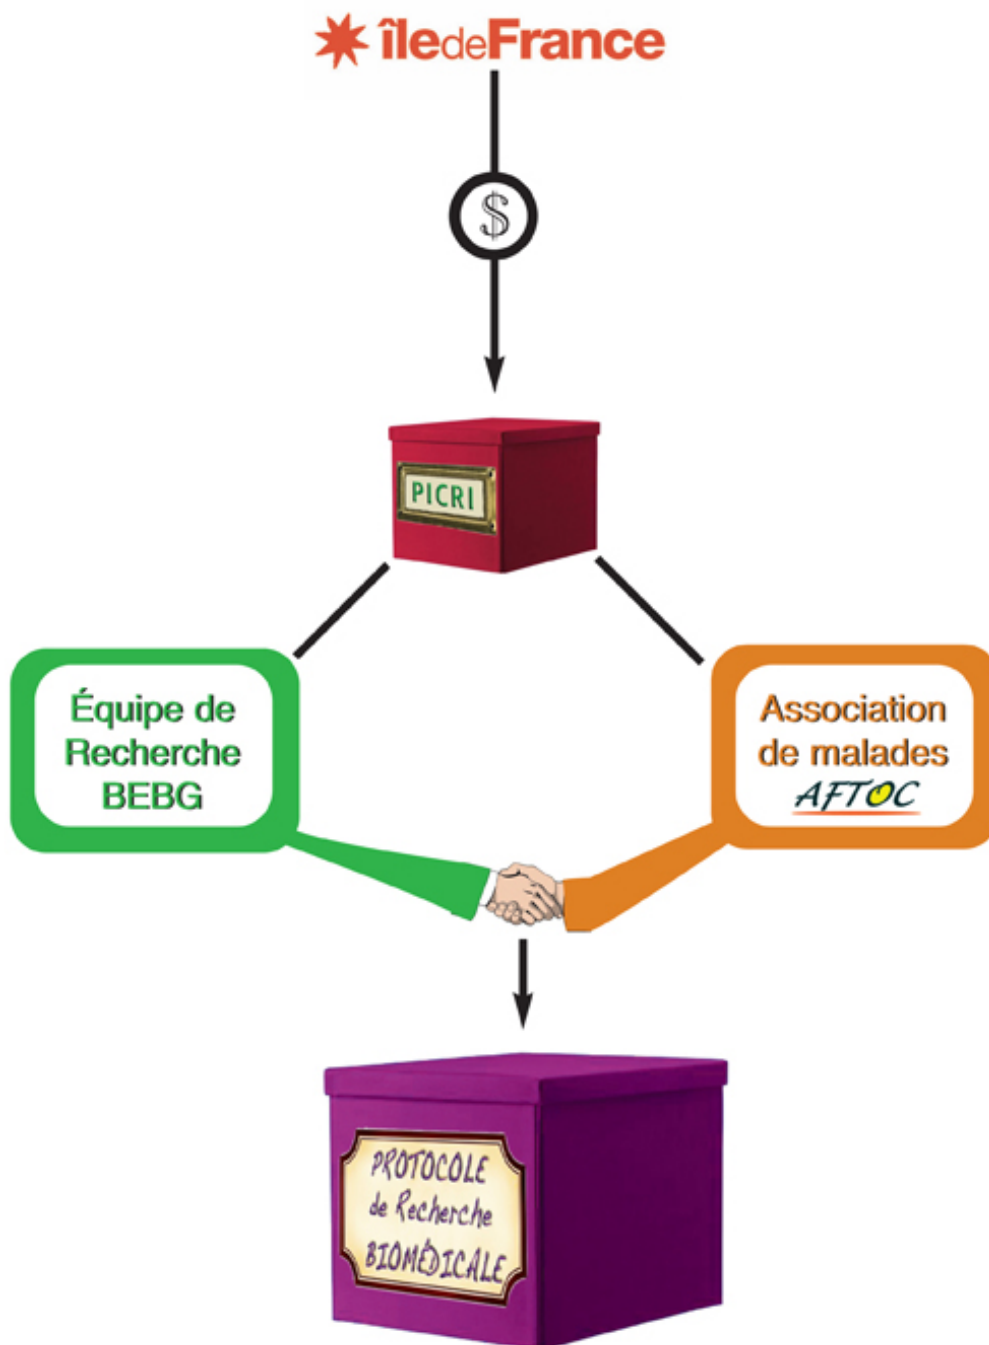 îledeFrance
$
PICRI
Équipe de
Recherche
BEBG
Association
de malades
AFTOC
PROTOCOLE
de Recherche
BIOMÉDICALE